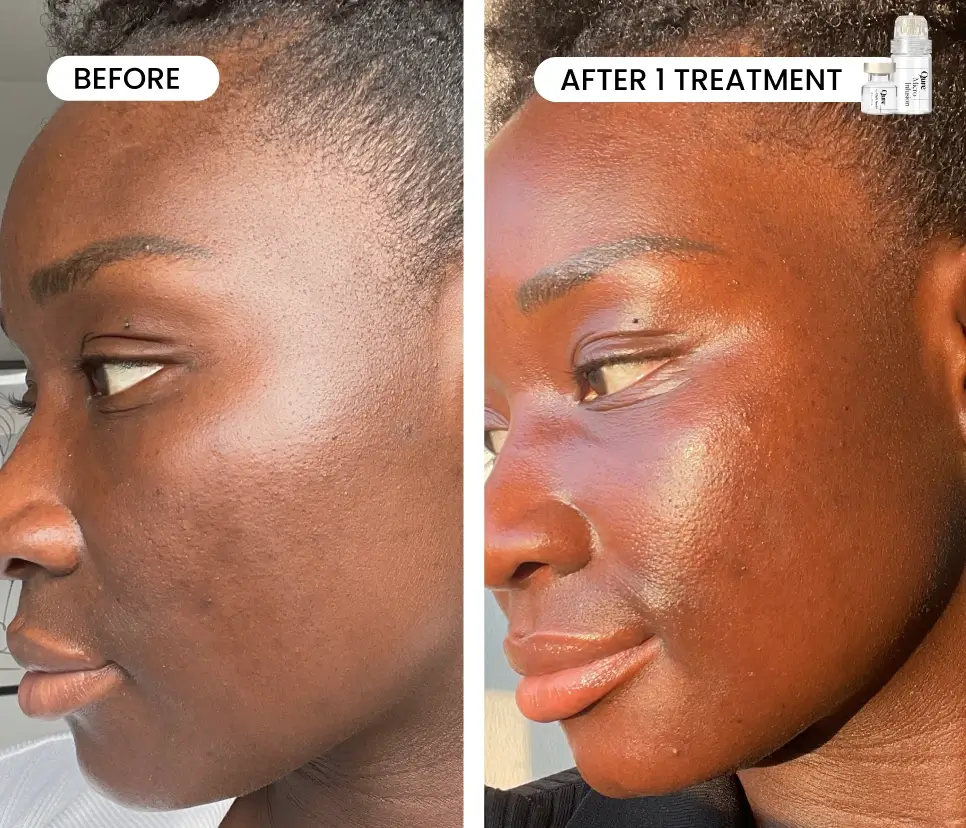 BEFORE
AFTER 1 TREATMENT
Qure
Micro
Infusion
Qure